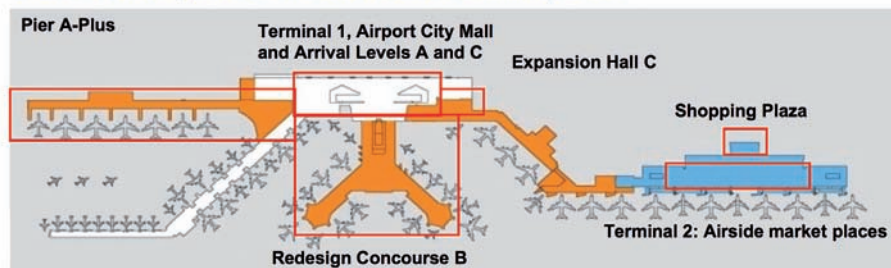 Pier A-Plus
Terminal 1, Airport City Mall
and Arrival Levels A and C
Expansion Hall C
Shopping Plaza
Terminal 2: Airside market places
Redesign Concourse B